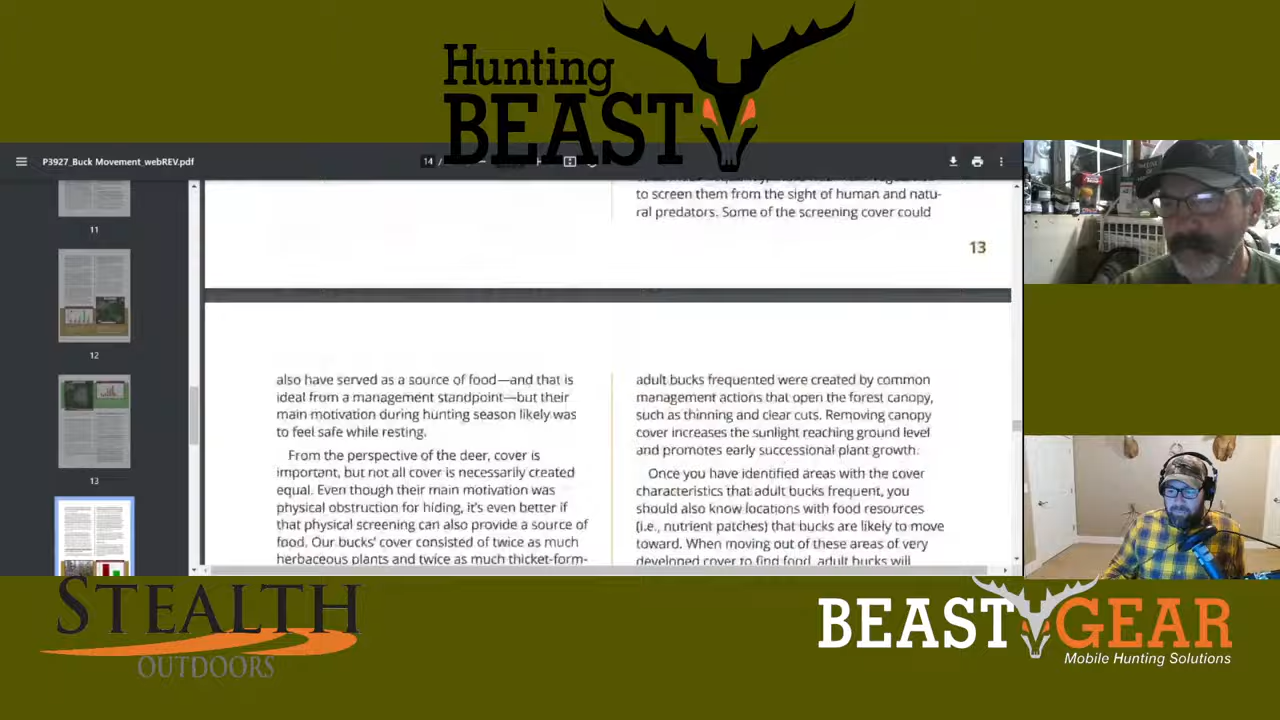 Hunting
BEAST
P3927_Buck Movement_webREV.pdf
14 /
11
12
13
to screen them from the sight of human and natu-
ral predators. Some of the screening cover could
13
also have served as a source of food—and that is
ideal from a management standpoint—but their
main motivation during hunting season likely was
to feel safe while resting.
From the perspective of the deer, cover is
important, but not all cover is necessarily created
equal. Even though their main motivation was
physical obstruction for hiding, it's even better if
that physical screening can also provide a source of
food. Our bucks' cover consisted of twice as much
herbaceous plants and twice as much thicket-form-
adult bucks frequented were created by common
management actions that open the forest canopy,
such as thinning and clear cuts. Removing canopy
cover increases the sunlight reaching ground level
and promotes early successional plant growth.
Once you have identified areas with the cover
characteristics that adult bucks frequent, you
should also know locations with food resources
(i.e., nutrient patches) that bucks are likely to move
toward. When moving out of these areas of very
developed cover to find food, adult bucks will
STEALTH
OUTDOORS
BEAST GEAR
Mobile Hunting Solutions